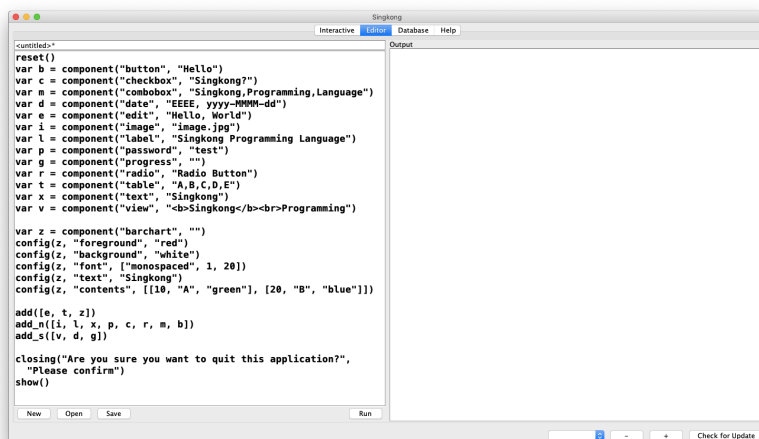 Singkong
Interactive Editor Database Help
<untitled>*
Output
reset()
var b = component("button", "Hello")
var c = component("checkbox", "Singkong?")
var m = component("combobox", "Singkong,Programming,Language")
var d = component("date", "EEEE, yyyy-MMMM-dd")
var e = component("edit", "Hello, World")
var i = component("image", "image.jpg")
var l = component("label", "Singkong Programming Language")
var p = component("password", "test")
var g = component("progress", "")
var r = component("radio", "Radio Button")
var t = component("table", "A,B,C,D,E")
var x = component("text", "Singkong")
var v = component("view", "<b>Singkong</b><br>Programming")
var z = component("barchart", "")
config(z, "foreground", "red")
config(z, "background", "white")
config(z, "font", ["monospaced", 1, 20])
config(z, "text", "Singkong")
config(z, "contents", [[10, "A", "green"], [20, "B", "blue"]])
add([e, t, z])
add_n([i, l, x, p, c, r, m, b])
add_s([v, d, g])
closing("Are you sure you want to quit this application?",
"Please confirm")
show()
New Open Save Run
- + Check for Update